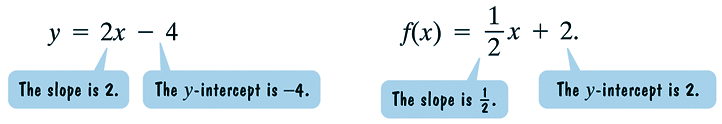 y = 2x − 4
The slope is 2.
The y-intercept is −4.
f(x) = 1/2 x + 2.
The slope is 1/2.
The y-intercept is 2.